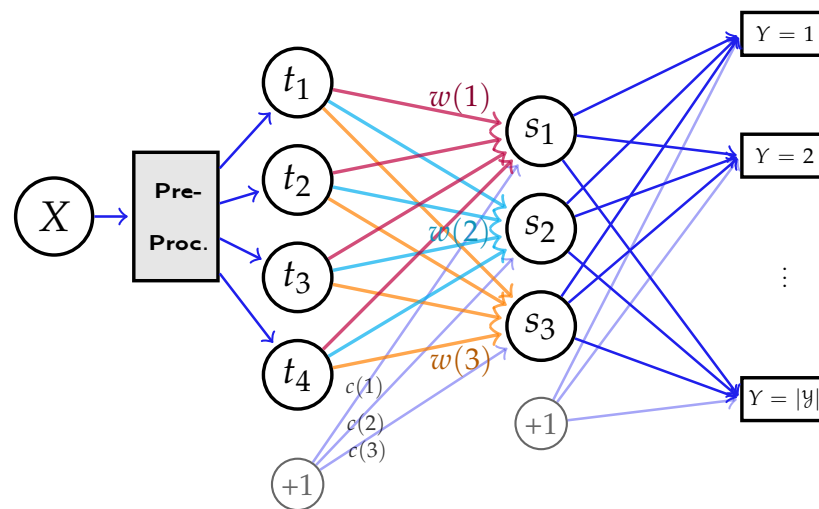 X
Pre-
Proc.
t₁
t₂
t₃
t₄
+1
w(1)
w(2)
w(3)
c(1)
c(2)
c(3)
s₁
s₂
s₃
+1
Y = 1
Y = 2
⋮
Y = |𝒴|